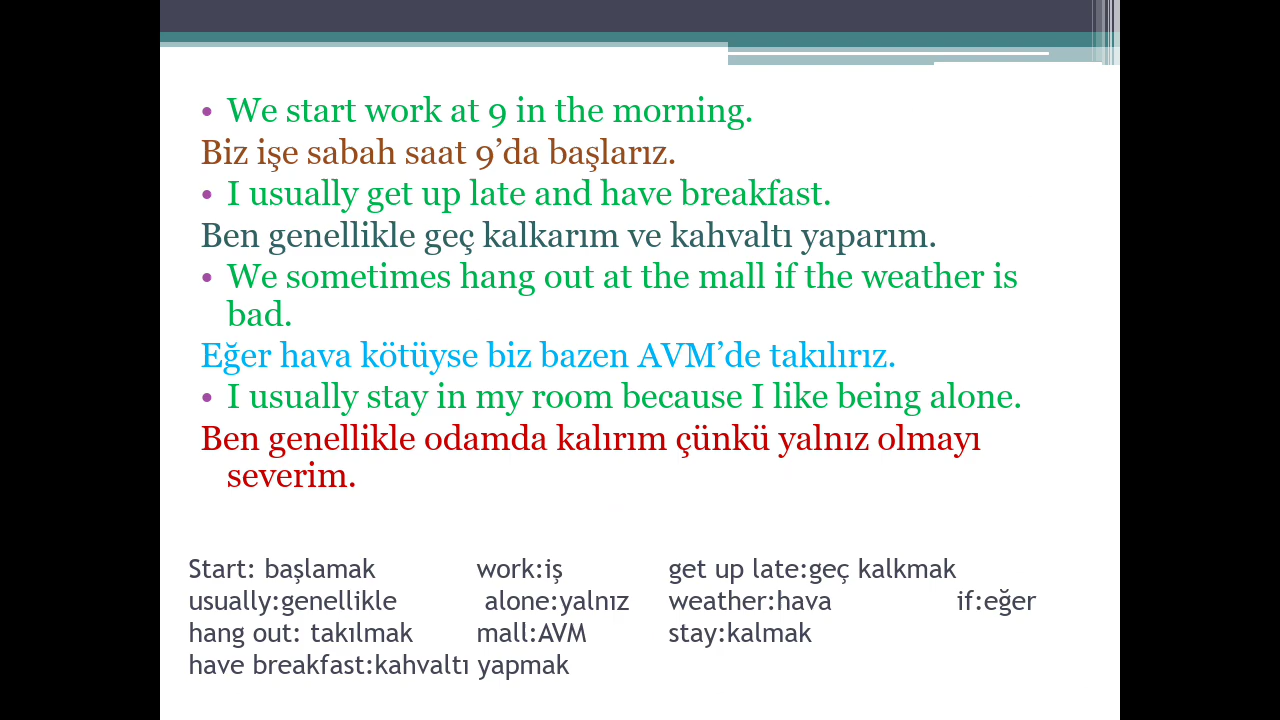 • We start work at 9 in the morning.
Biz işe sabah saat 9’da başlarız.
• I usually get up late and have breakfast.
Ben genellikle geç kalkarım ve kahvaltı yaparım.
• We sometimes hang out at the mall if the weather is
bad.
Eğer hava kötüyse biz bazen AVM’de takılırız.
• I usually stay in my room because I like being alone.
Ben genellikle odamda kalırım çünkü yalnız olmayı
severim.
Start: başlamak work:iş get up late:geç kalkmak
usually:genellikle alone:yalnız weather:hava if:eğer
hang out: takılmak mall:AVM stay:kalmak
have breakfast:kahvaltı yapmak